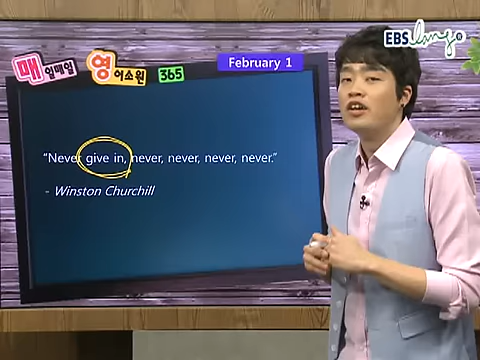 EBSlang e
매일매일 영어소원 365
February 1
“Never give in, never, never, never, never.”
- Winston Churchill